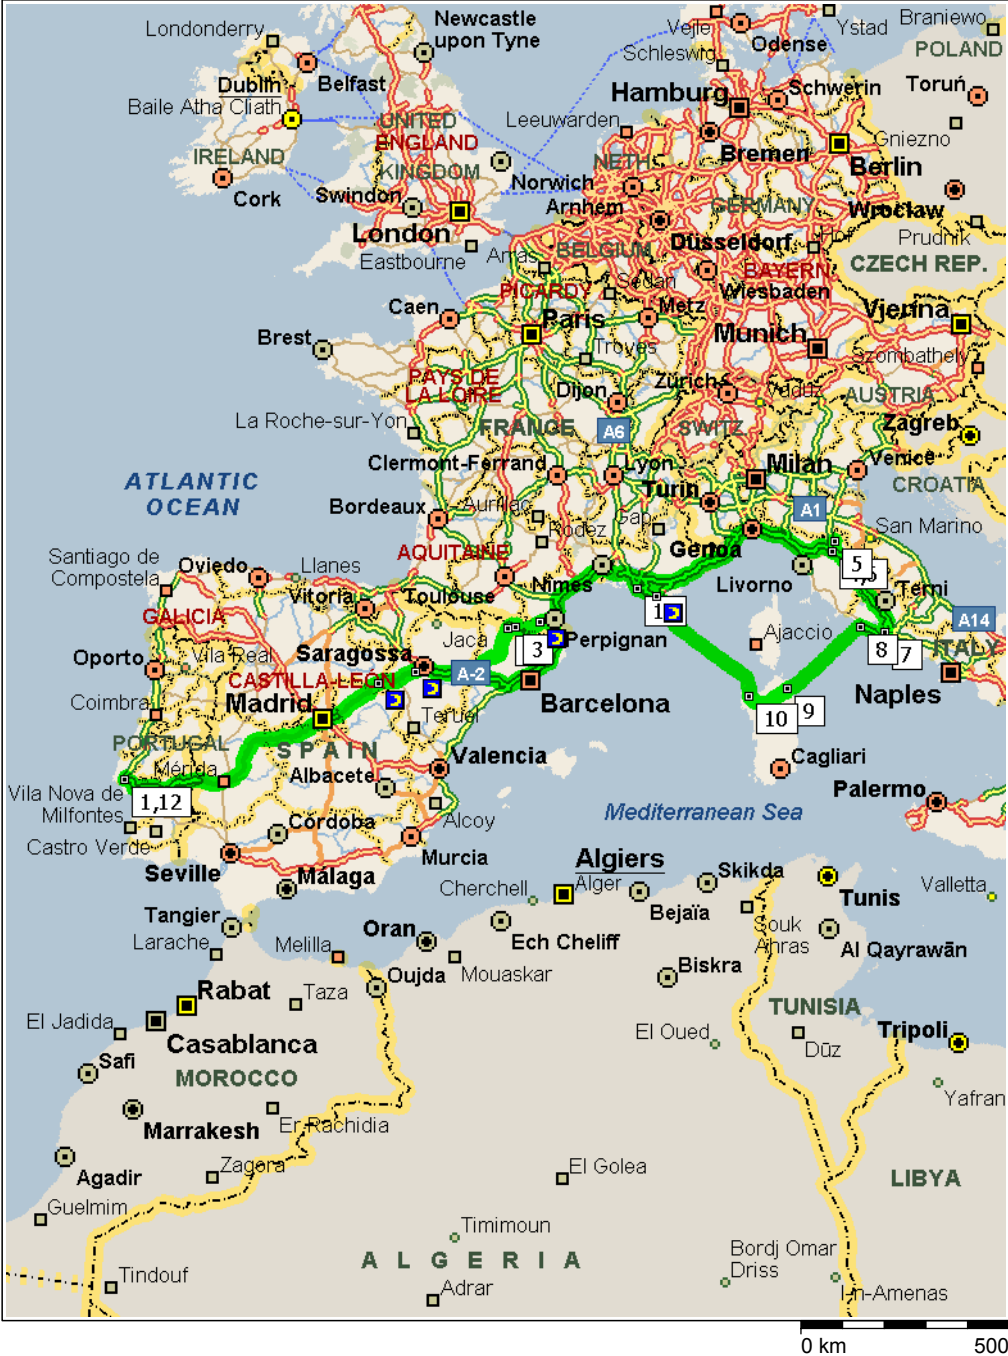 Londonderry
Newcastle
upon Tyne
Vejle
Odense
Ystad
Braniewo
Schleswig
POLAND
Dublin
Belfast
Hamburg
Schwerin
Toruń
Baile Atha Cliath
UNITED
Leeuwarden
ENGLAND
Bremen
Gniezno
IRELAND
KINGDOM
NETH
Berlin
Cork
Swindon
Norwich
Arnhem
GERMANY
Wrocław
London
Düsseldorf
Hof
Prudnik
Eastbourne
Arras
BELGIUM
BAYERN
CZECH REP.
PICARDY
Sedan
Wiesbaden
Caen
Paris
Metz
Vienna
Brest
Troyes
Munich
Szombathely
PAYS DE
LA LOIRE
Dijon
Zürich
Vaduz
AUSTRIA
La Roche-sur-Yon
FRANCE
A6
SWITZ
Zagreb
Clermont-Ferrand
Lyon
Milan
Venice
ATLANTIC
OCEAN
Turin
CROATIA
Bordeaux
Aurillac
Gap
A1
San Marino
Rodez
Santiago de
Compostela
Oviedo
Llanes
AQUITAINE
Genoa
Nimes
Livorno
5
Vitoria
Toulouse
Terni
GALICIA
Jaca
1
Ajaccio
A14
Oporto
Vila Real
Saragossa
3
Perpignan
8
7
ITALY
CASTILLA-LEÓN
A-2
Coimbra
Madrid
Teruel
Barcelona
10
9
Naples
PORTUGAL
SPAIN
Valencia
Cagliari
Mérida
Albacete
Vila Nova de
Milfontes
1,12
Mediterranean Sea
Palermo
Castro Verde
Córdoba
Alcoy
Seville
Murcia
Algiers
Málaga
Cherchell
Alger
Skikda
Tunis
Valletta
Tangier
Bejaïa
Souk
Ahras
Larache
Melilla
Oran
Ech Cheliff
Al Qayrawān
Oujda
Mouaskar
Biskra
Rabat
Taza
TUNISIA
El Jadida
El Oued
Tripoli
Casablanca
Dūz
Safi
MOROCCO
Yafran
Marrakesh
Er-Rachidia
Agadir
Zagora
El Golea
LIBYA
Guelmim
Timimoun
Bordj Omar
Driss
ALGERIA
Tindouf
Adrar
I-n-Amenas
0 km
500